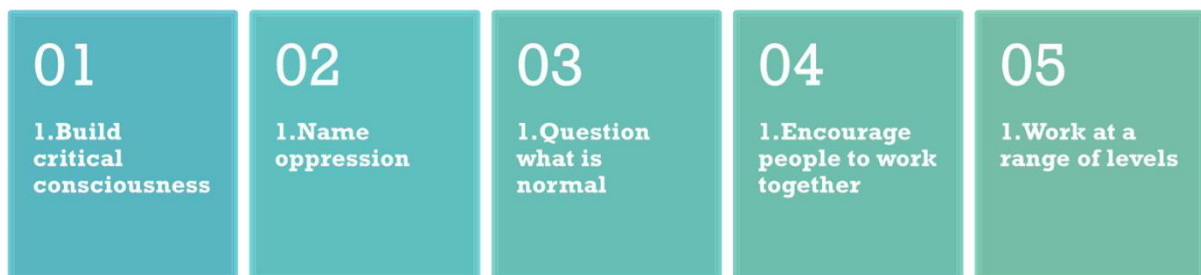 01
1.Build
critical
consciousness
02
1.Name
oppression
03
1.Question
what is
normal
04
1.Encourage
people to work
together
05
1.Work at a
range of levels